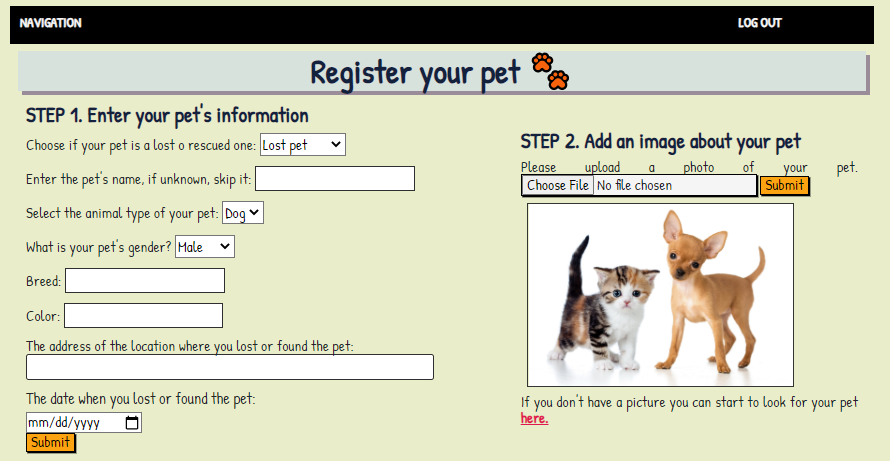 NAVIGATION LOG OUT
Register your pet
STEP 1. Enter your pet's information
Choose if your pet is a lost o rescued one: Lost pet
Enter the pet's name, if unknown, skip it:
Select the animal type of your pet: Dog
What is your pet's gender? Male
Breed:
Color:
The address of the location where you lost or found the pet:
The date when you lost or found the pet:
mm/dd/yyyy
Submit
STEP 2. Add an image about your pet
Please upload a photo of your pet.
Choose File No file chosen Submit
If you don't have a picture you can start to look for your pet
here.